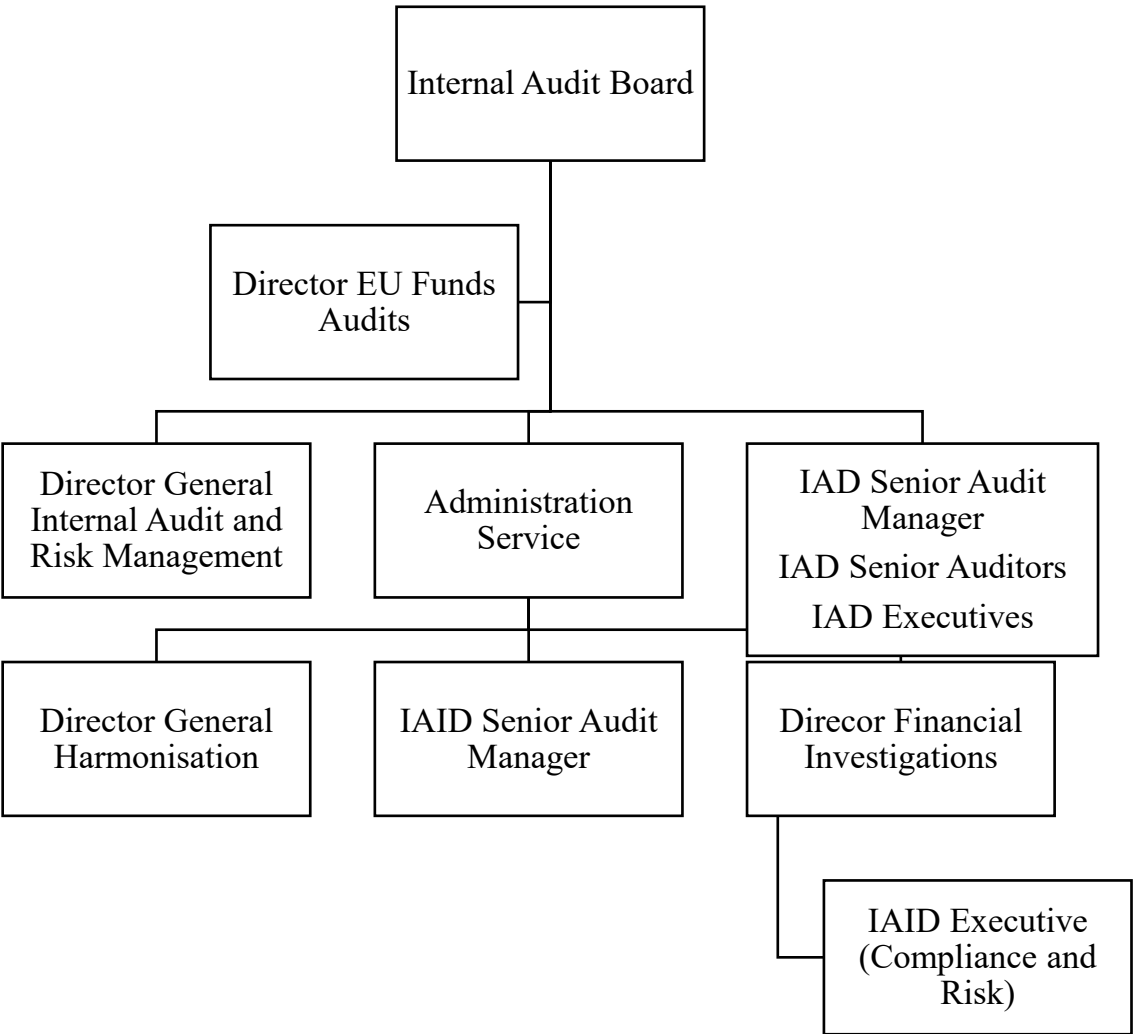 Internal Audit Board
Director EU Funds
Audits
Director General
Internal Audit and
Risk Management
Administration
Service
IAD Senior Audit
Manager
IAD Senior Auditors
IAD Executives
Director General
Harmonisation
IAID Senior Audit
Manager
Direcor Financial
Investigations
IAID Executive
(Compliance and
Risk)